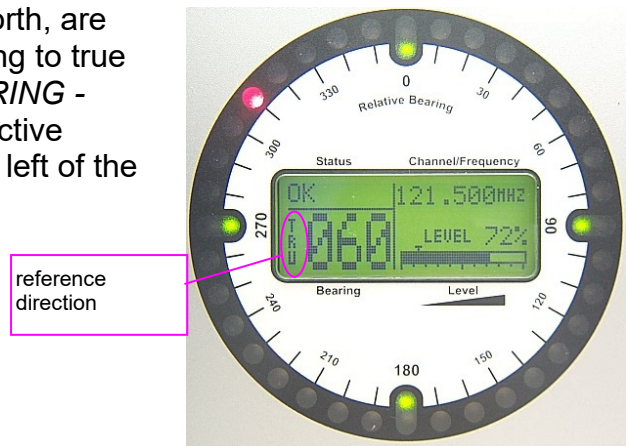 orth, are
ng to true
RING -
ctive
left of the
0
330
30
Relative Bearing
300
60
Status
Channel/Frequency
OK
121.500MHZ
TRU
060
LEVEL 72%
270
90
Bearing
Level
240
120
210
150
180
reference
direction